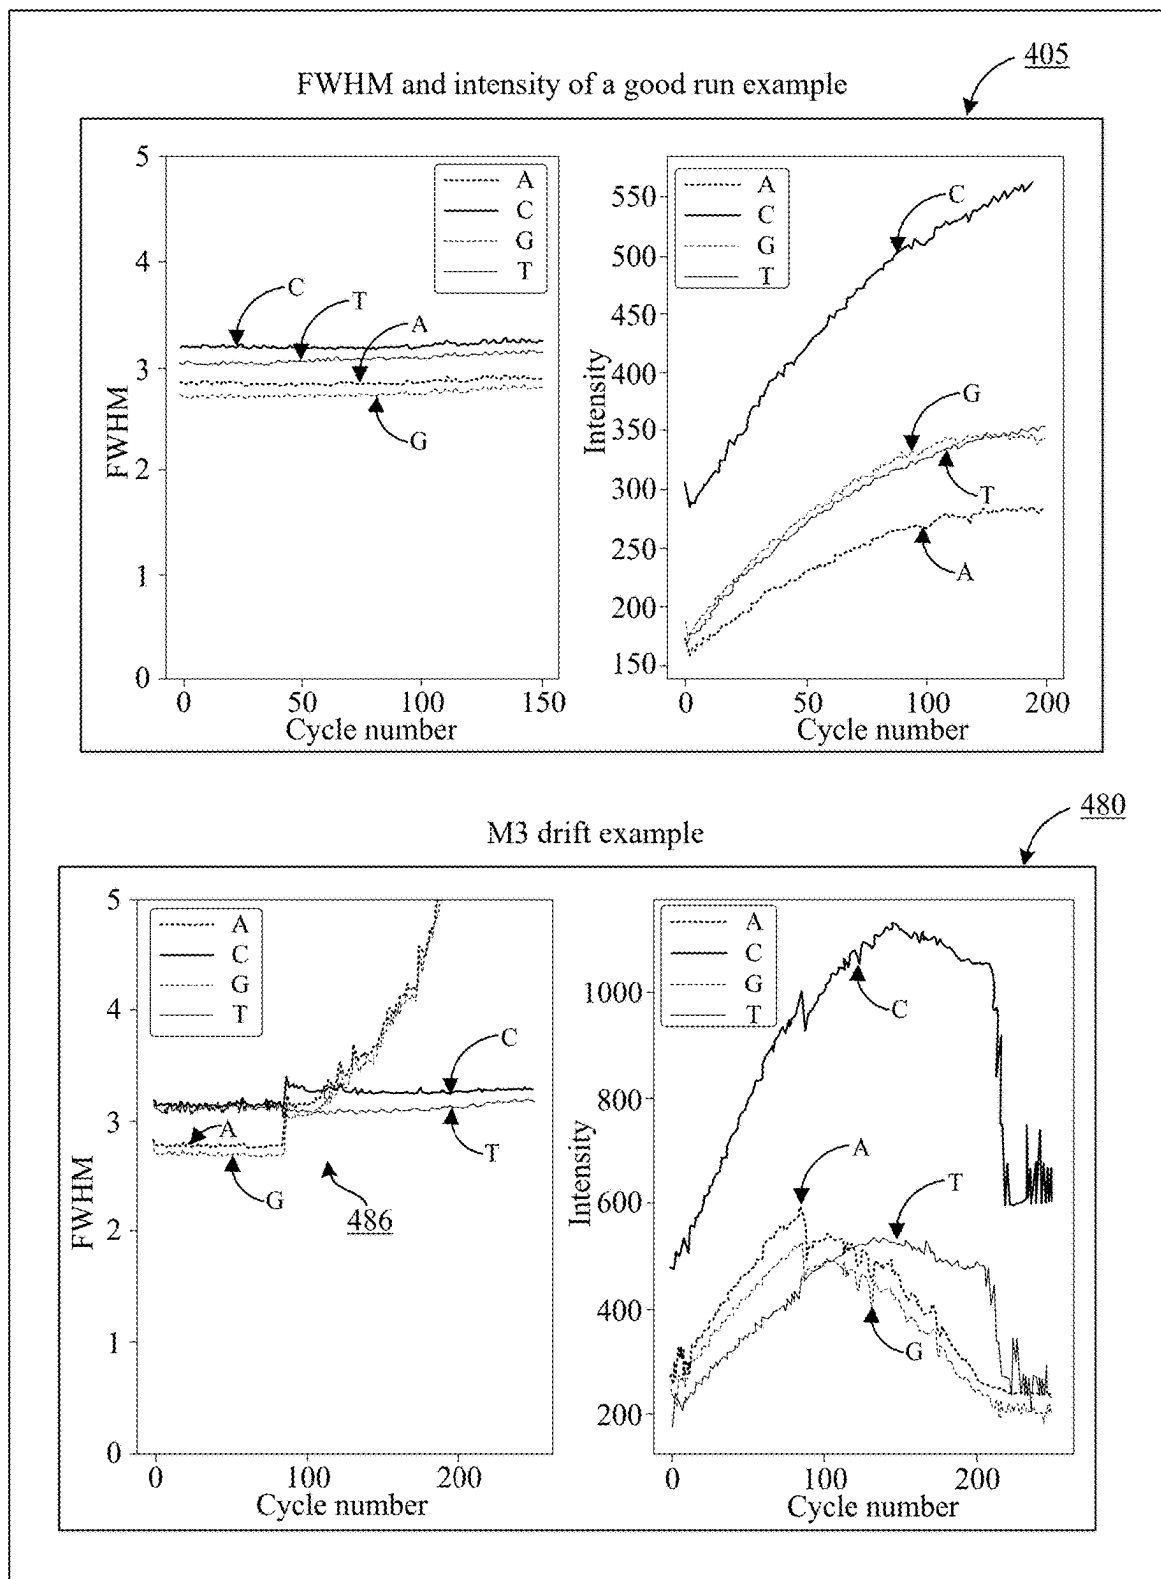 405
FWHM and intensity of a good run example
5
4
3
2
1
0
FWHM
A
C
G
T
C
T
A
G
0
50
100
150
Cycle number
550
500
450
400
350
300
250
200
150
Intensity
A
C
G
T
C
G
T
A
0
50
100
200
Cycle number
480
M3 drift example
5
4
3
2
1
0
FWHM
A
C
G
T
C
A
T
G
486
0
100
200
Cycle number
1000
800
600
400
200
Intensity
A
C
G
T
C
A
T
G
0
100
200
Cycle number